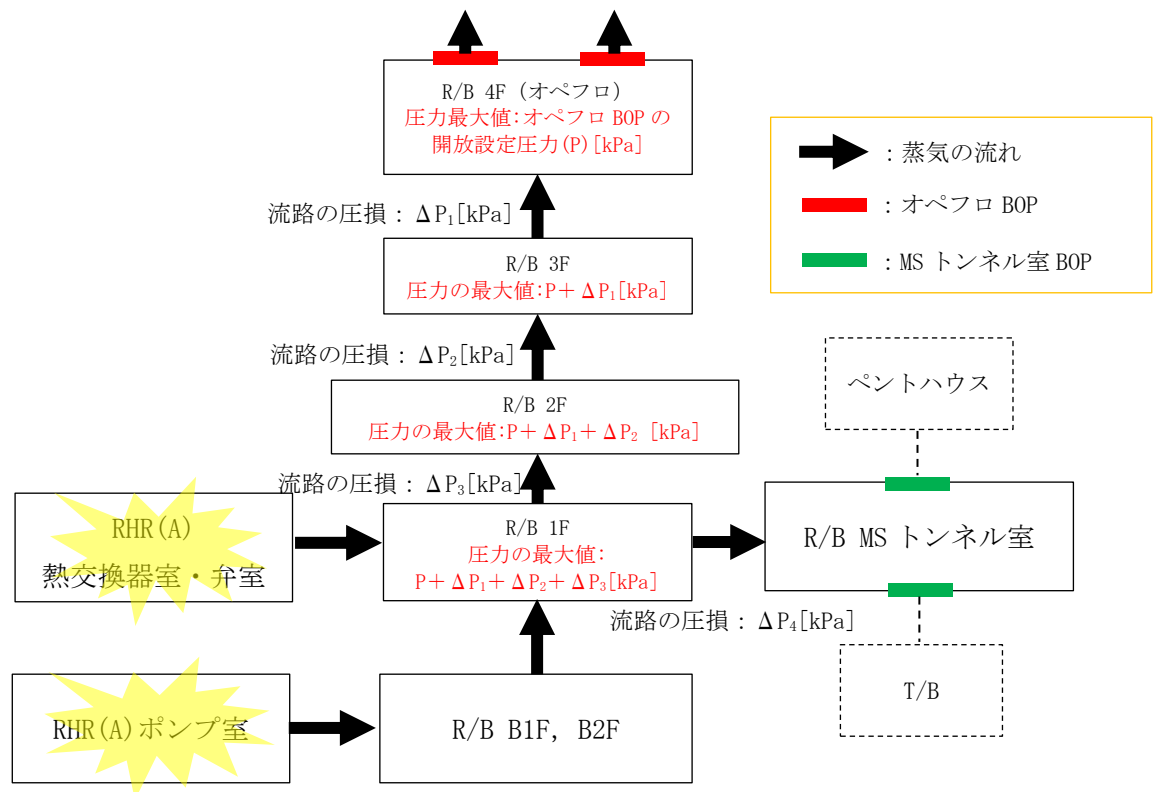 R/B 4F (オペフロ)
圧力最大値:オペフロ BOP の
開放設定圧力(P)[kPa]
流路の圧損：ΔP₁[kPa]
R/B 3F
圧力の最大値:P＋ΔP₁[kPa]
流路の圧損：ΔP₂[kPa]
R/B 2F
圧力の最大値:P＋ΔP₁＋ΔP₂ [kPa]
流路の圧損：ΔP₃[kPa]
RHR(A)
熱交換器室・弁室
R/B 1F
圧力の最大値:
P＋ΔP₁＋ΔP₂＋ΔP₃[kPa]
流路の圧損：ΔP₄[kPa]
RHR(A)ポンプ室
R/B B1F, B2F
：蒸気の流れ
：オペフロ BOP
：MS トンネル室 BOP
ペントハウス
R/B MS トンネル室
T/B